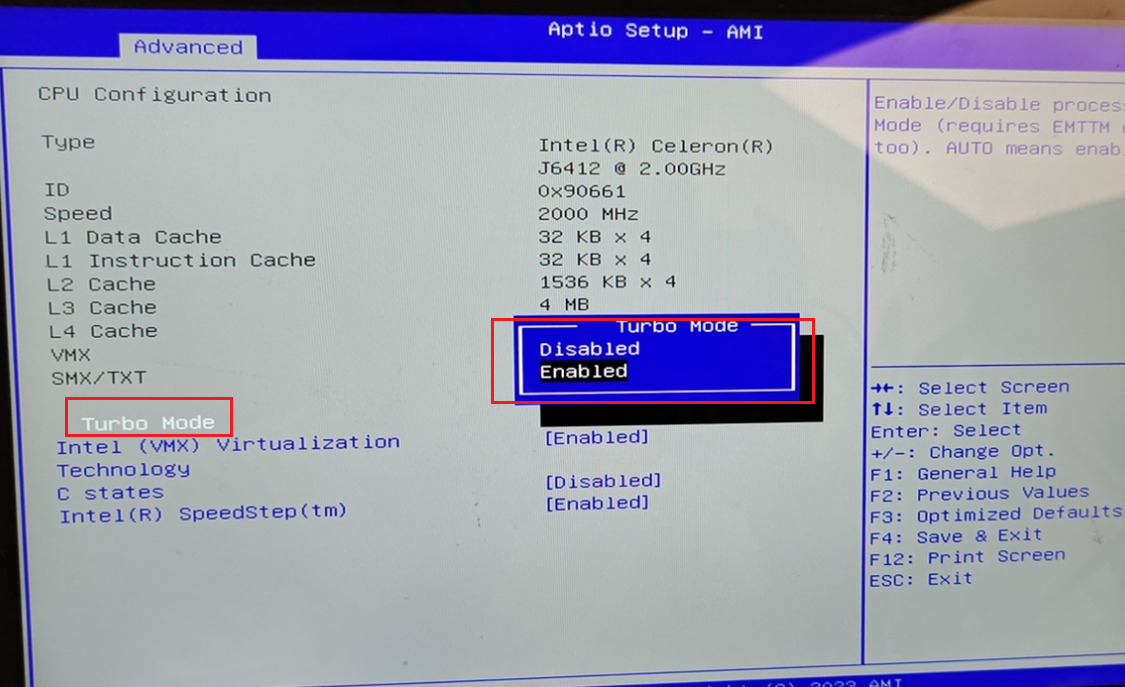 Aptio Setup – AMI
Advanced
CPU Configuration
Type Intel(R) Celeron(R)
J6412 @ 2.00GHz
ID 0x90661
Speed 2000 MHz
L1 Data Cache 32 KB x 4
L1 Instruction Cache 32 KB x 4
L2 Cache 1536 KB x 4
L3 Cache 4 MB
L4 Cache
VMX
SMX/TXT
Turbo Mode
Disabled
Enabled
Turbo Mode
Intel (VMX) Virtualization [Enabled]
Technology
C states [Disabled]
Intel(R) SpeedStep(tm) [Enabled]
Enable/Disable
Mode (requires EMTTM
too). AUTO means
→←: Select Screen
↑↓: Select Item
Enter: Select
+/-: Change Opt.
F1: General Help
F2: Previous Values
F3: Optimized Defaults
F4: Save & Exit
F12: Print Screen
ESC: Exit
2023 AMI